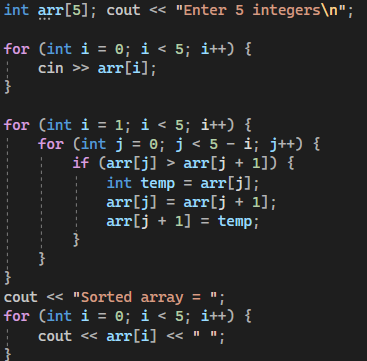 int arr[5]; cout << "Enter 5 integers\n";
for (int i = 0; i < 5; i++) {
cin >> arr[i];
}
for (int i = 1; i < 5; i++) {
for (int j = 0; j < 5 - i; j++) {
if (arr[j] > arr[j + 1]) {
int temp = arr[j];
arr[j] = arr[j + 1];
arr[j + 1] = temp;
}
}
}
cout << "Sorted array = ";
for (int i = 0; i < 5; i++) {
cout << arr[i] << " ";
}